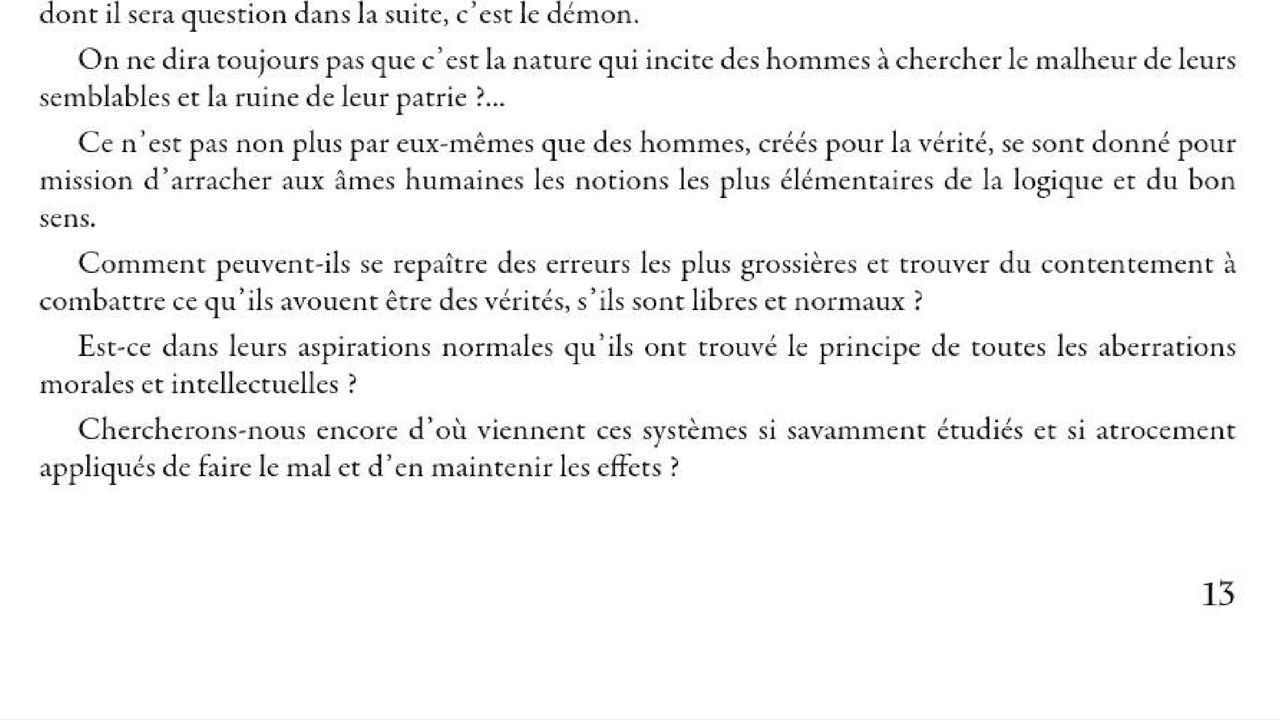 dont il sera question dans la suite, c’est le démon.
On ne dira toujours pas que c’est la nature qui incite des hommes à chercher le malheur de leurs
semblables et la ruine de leur patrie ?...
Ce n’est pas non plus par eux-mêmes que des hommes, créés pour la vérité, se sont donné pour
mission d’arracher aux âmes humaines les notions les plus élémentaires de la logique et du bon
sens.
Comment peuvent-ils se repaître des erreurs les plus grossières et trouver du contentement à
combattre ce qu’ils avouent être des vérités, s’ils sont libres et normaux ?
Est-ce dans leurs aspirations normales qu’ils ont trouvé le principe de toutes les aberrations
morales et intellectuelles ?
Chercherons-nous encore d’où viennent ces systèmes si savamment étudiés et si atrocement
appliqués de faire le mal et d’en maintenir les effets ?
13